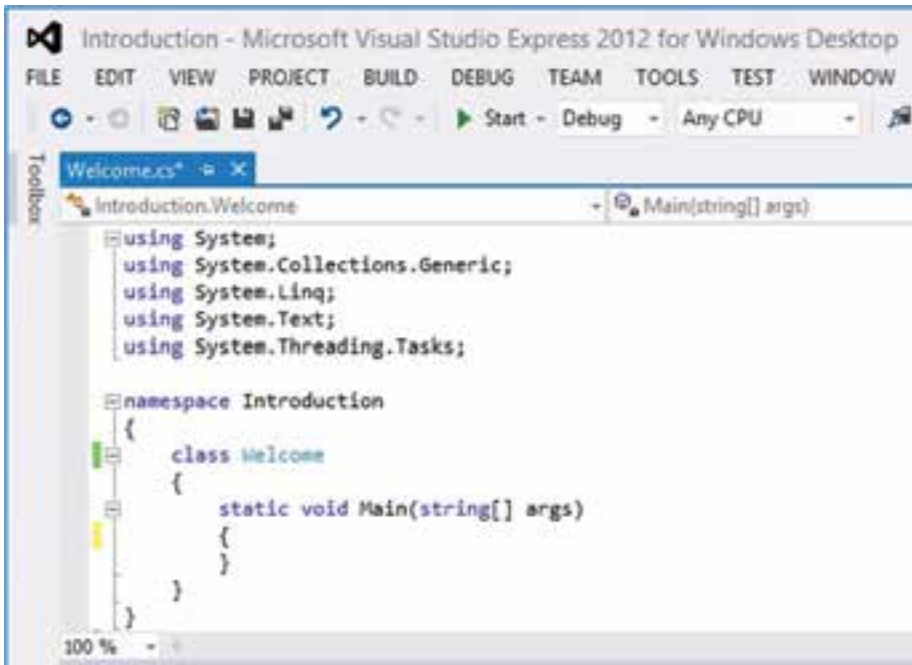 Introduction - Microsoft Visual Studio Express 2012 for Windows Desktop
FILE EDIT VIEW PROJECT BUILD DEBUG TEAM TOOLS TEST WINDOW
Start Debug Any CPU
Toolbox
Welcome.cs*
Introduction.Welcome Main(string[] args)
using System;
using System.Collections.Generic;
using System.Linq;
using System.Text;
using System.Threading.Tasks;
namespace Introduction
{
class Welcome
{
static void Main(string[] args)
{
}
}
}
100 %